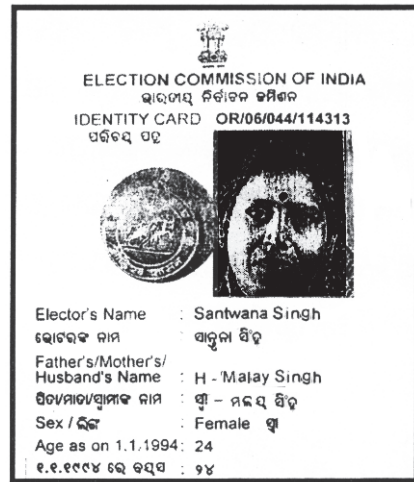 ELECTION COMMISSION OF INDIA
ଭାରତୀୟ ନିର୍ବାଚନ କମିଶନ
IDENTITY CARD OR/06/044/114313
ପରିଚୟ ପତ୍ର
Elector's Name : Santwana Singh
ଭୋଟରଙ୍କ ନାମ : ସାନ୍ତ୍ୱନା ସିଂହ
Father's/Mother's/
Husband's Name : H - Malay Singh
ପିତା/ମାତା/ସ୍ୱାମୀଙ୍କ ନାମ : ସ୍ୱା – ମଳୟ ସିଂହ
Sex / ଲିଙ୍ଗ : Female ସ୍ତ୍ରୀ
Age as on 1.1.1994: 24
୧.୧.୧୯୯୪ ରେ ବୟସ : ୨୪